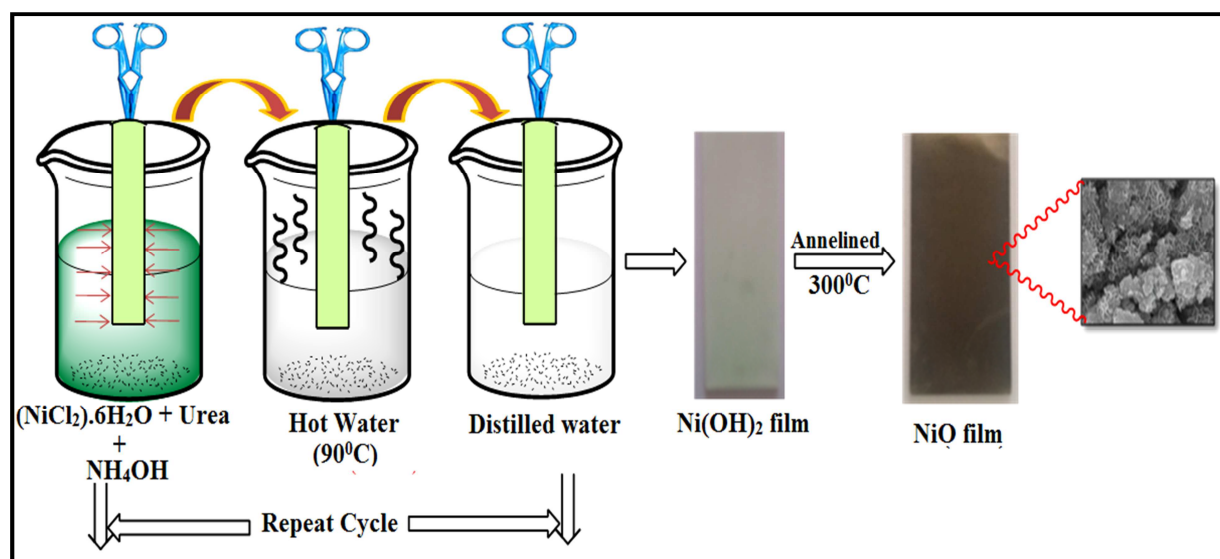 (NiCl₂).6H₂O + Urea
+
NH₄OH
Hot Water
(90⁰C)
Distilled water
Repeat Cycle
Ni(OH)₂ film
Annelined
300⁰C
NiO film